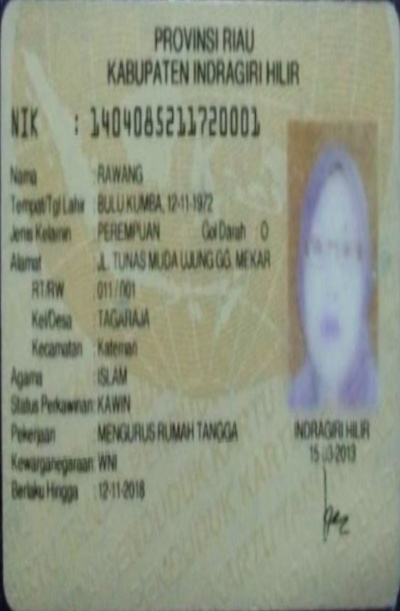 PROVINSI RIAU
KABUPATEN INDRAGIRI HILIR
NIK : 1404085211720001
Nama : RAWANG
Tempat/Tgl Lahir : BULU KUMBA, 12-11-1972
Jenis Kelamin : PEREMPUAN Gol Darah O
Alamat : JL. TUNAS MUDA UJUNG GG. MEKAR
RT/RW : 011/001
Kel/Desa : TAGARAJA
Kecamatan : Kateman
Agama : ISLAM
Status Perkawinan: KAWIN
Pekerjaan : MENGURUS RUMAH TANGGA
Kewarganegaraan: WNI
Berlaku Hingga : 12-11-2018
INDRAGIRI HILIR
15-03-2013